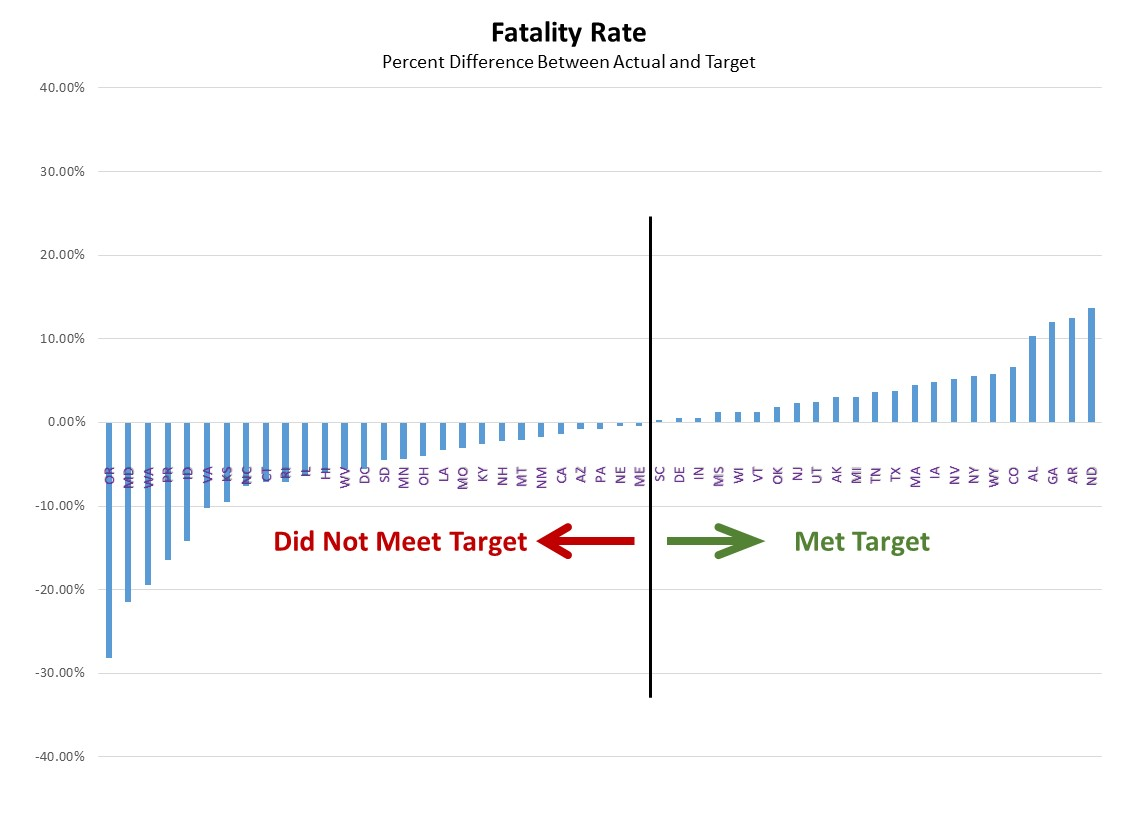 Fatality Rate
Percent Difference Between Actual and Target
40.00%
30.00%
20.00%
10.00%
0.00%
OR MD WA PR ID VA KS NC CT RI IL HI WV DC SD MN OH LA MO KY NH MT NM CA AZ PA NE ME SC DE IN MS WI VT OK NJ UT AK MI TN TX MA IA NV NY WY CO AL GA AR ND
-10.00%
Did Not Meet Target Met Target
-20.00%
-30.00%
-40.00%